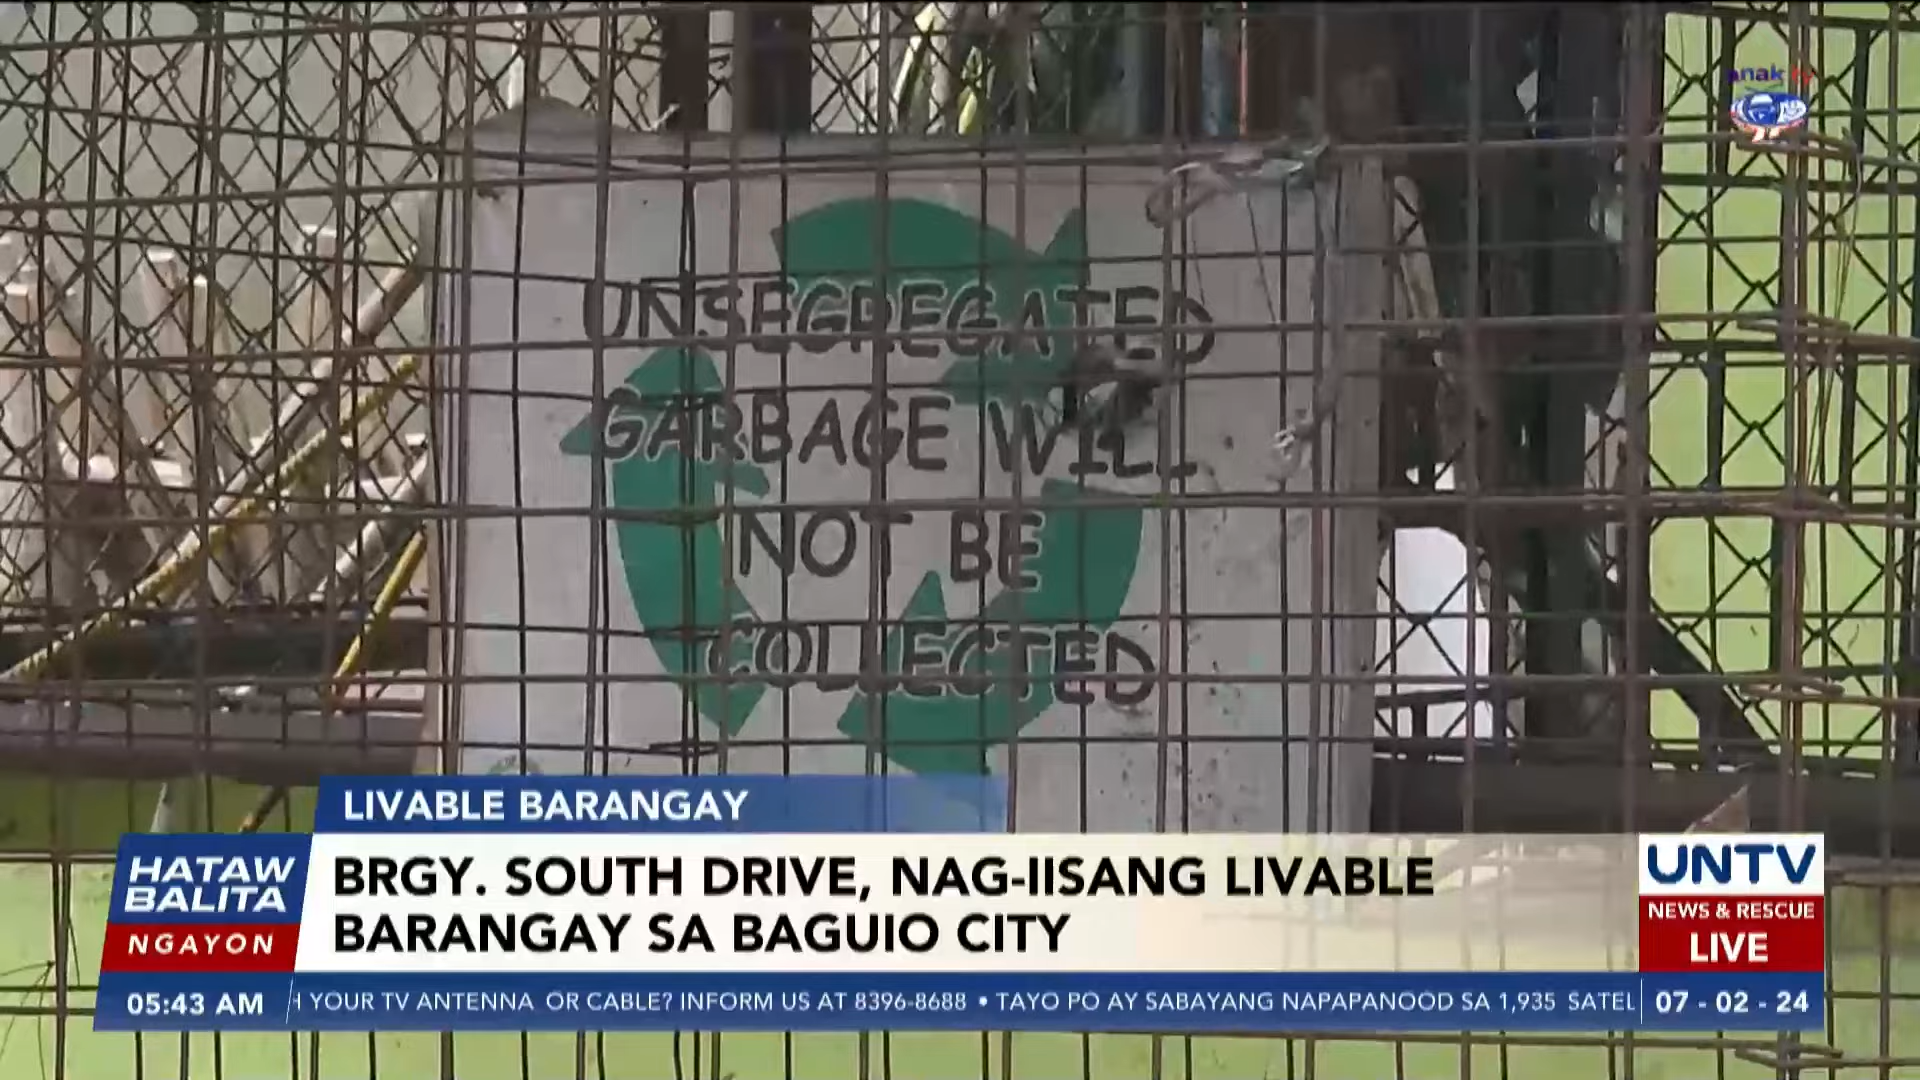 anak tv
UNSEGREGATED
GARBAGE WILL
NOT BE
COLLECTED
LIVABLE BARANGAY
HATAW
BALITA
NGAYON
BRGY. SOUTH DRIVE, NAG-IISANG LIVABLE
BARANGAY SA BAGUIO CITY
UNTV
NEWS & RESCUE
LIVE
05:43 AM
YOUR TV ANTENNA OR CABLE? INFORM US AT 8396-8688 • TAYO PO AY SABAYANG NAPAPANOOD SA 1,935 SATEL
07 - 02 - 24